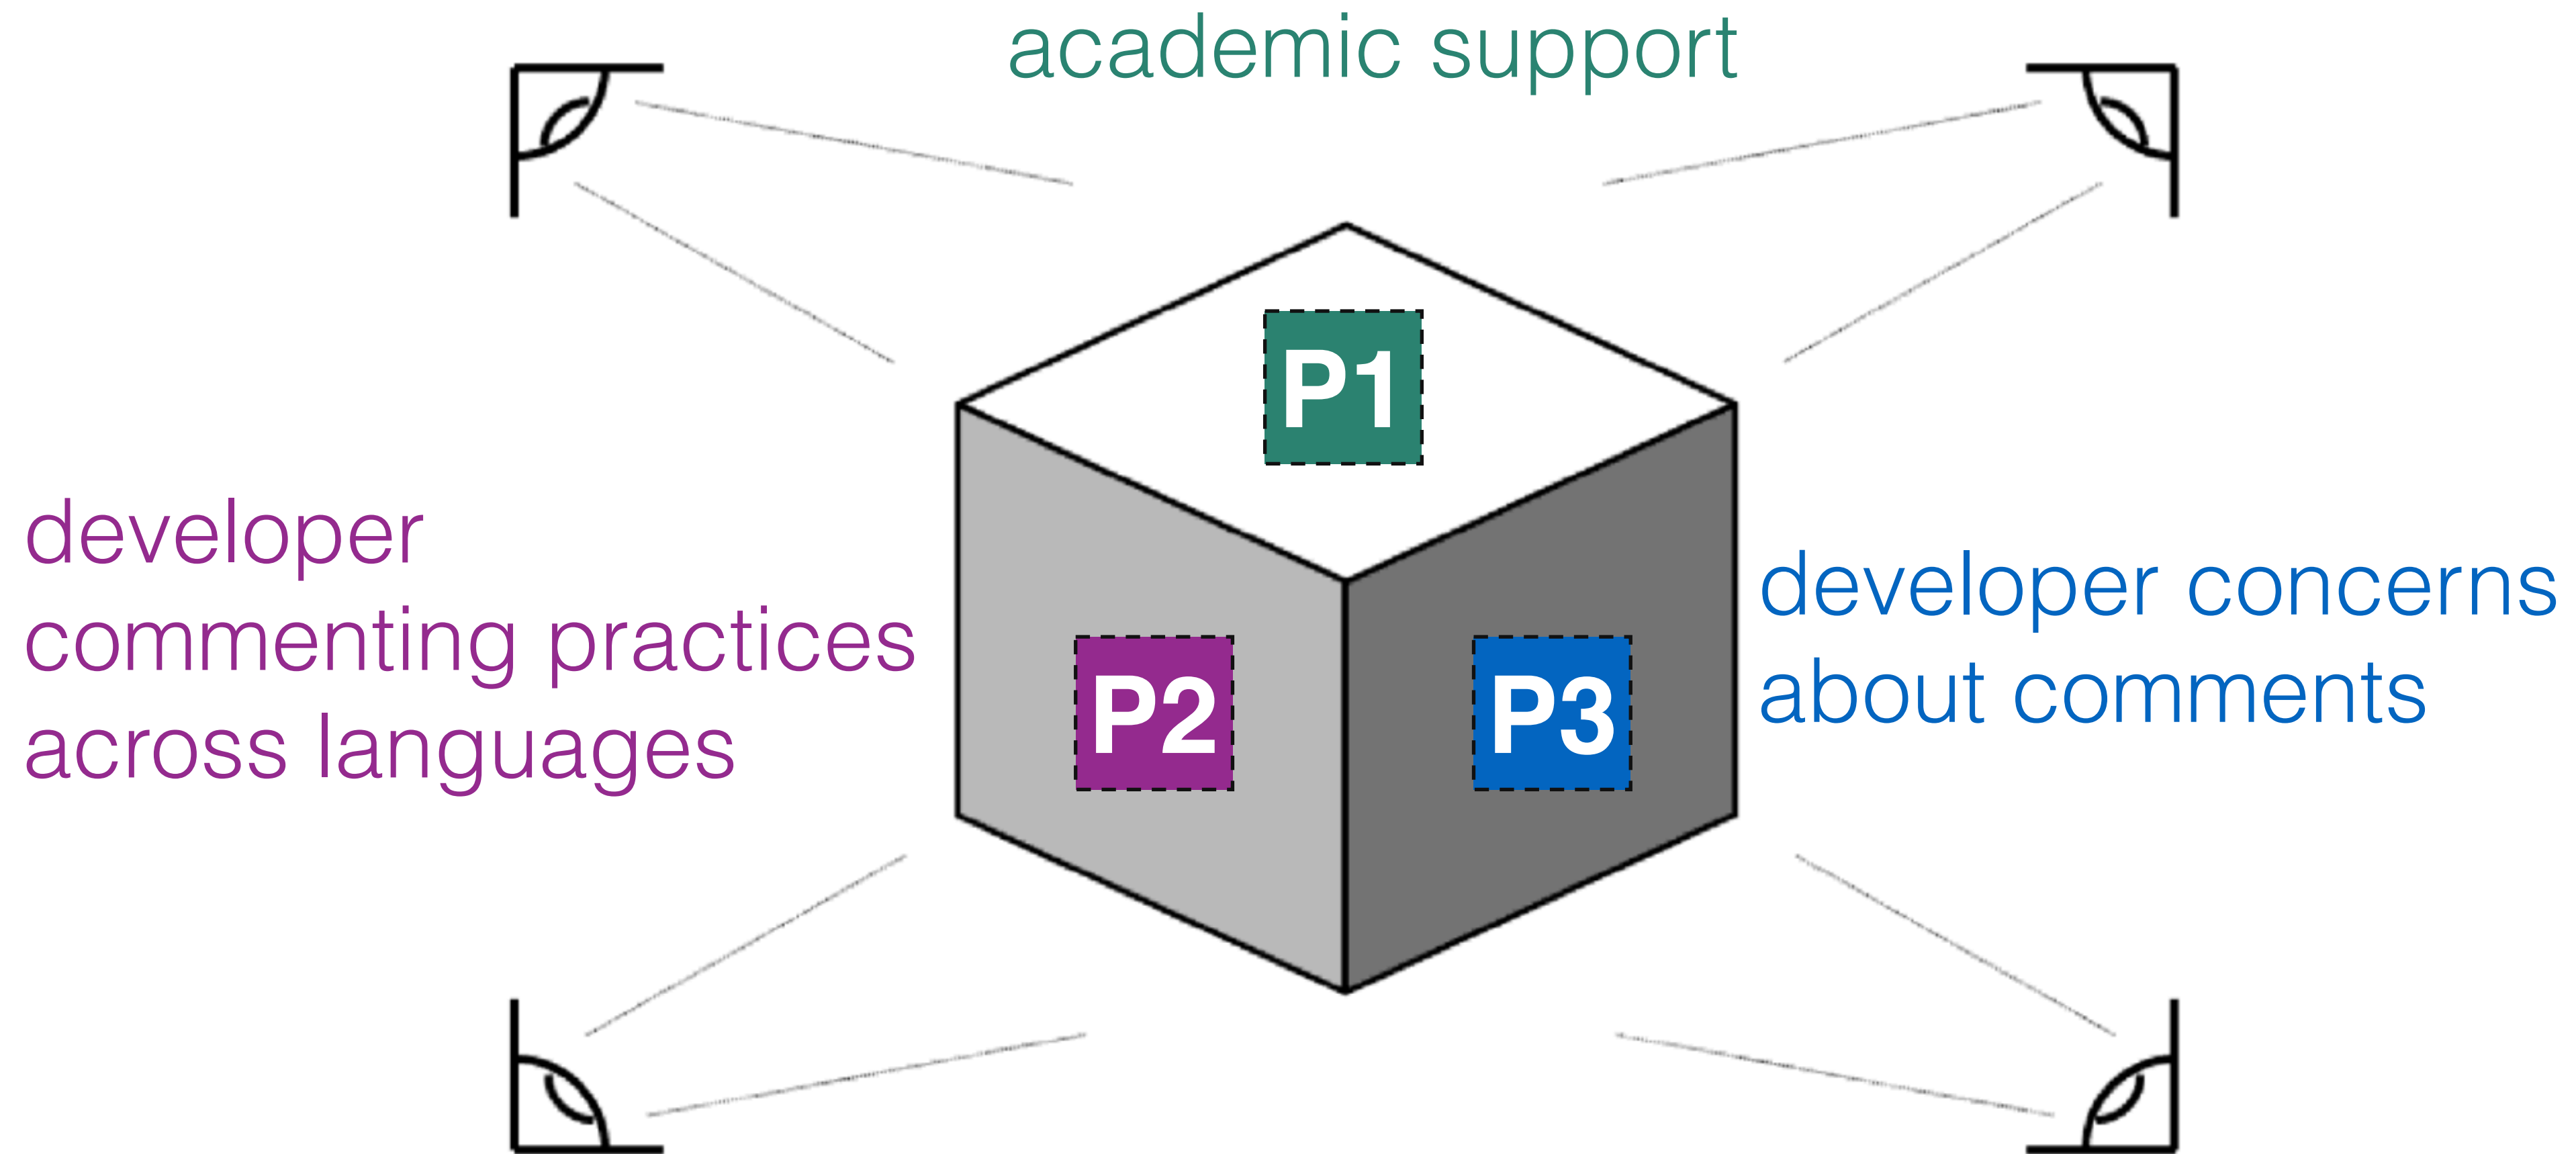 academic support
P1
developer
commenting practices
across languages
P2
P3
developer concerns
about comments